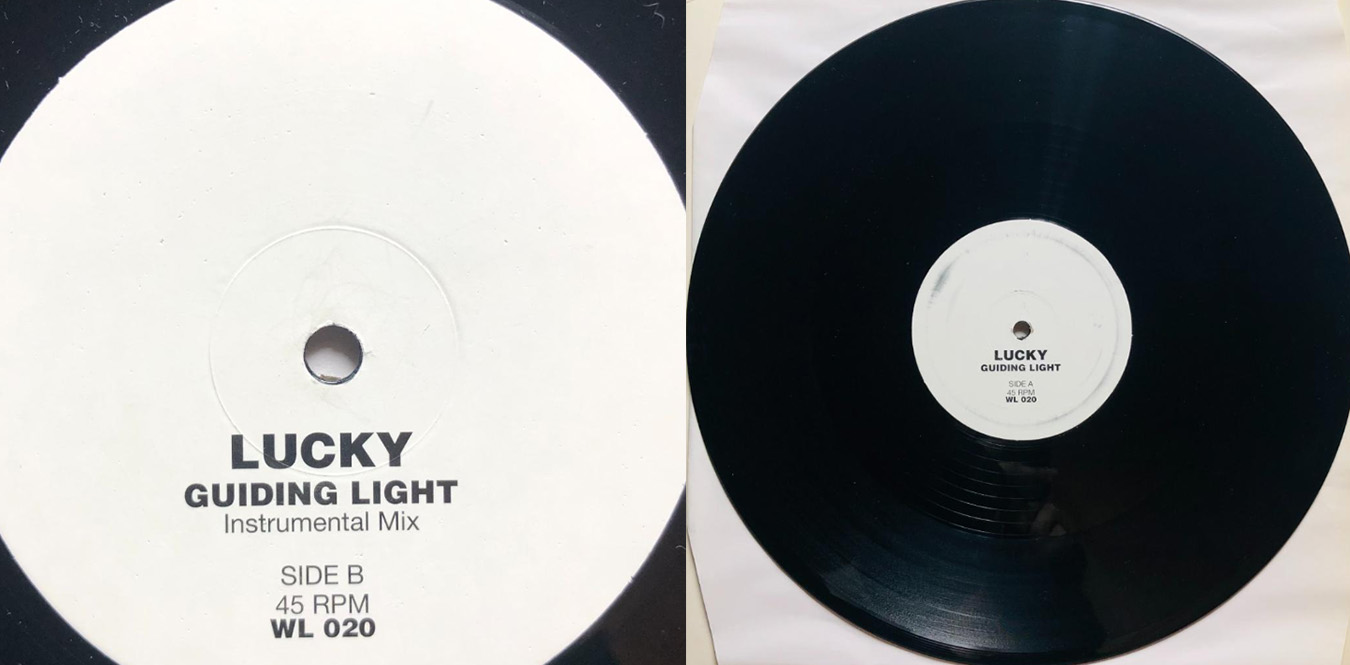 LUCKY
GUIDING LIGHT
Instrumental Mix
SIDE B
45 RPM
WL 020
LUCKY
GUIDING LIGHT
SIDE A
45 RPM
WL 020